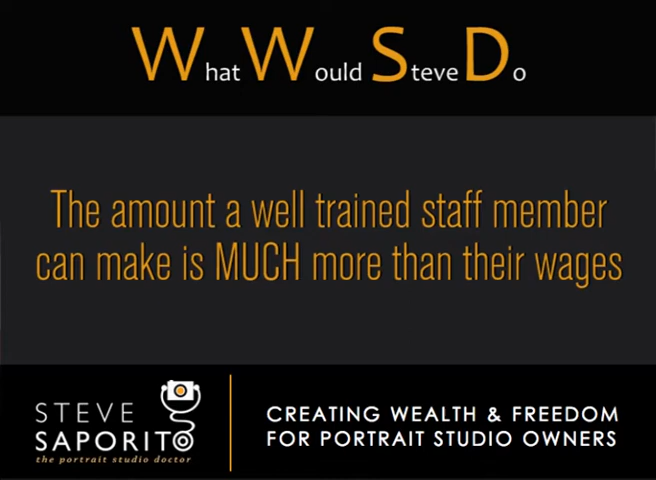 What Would Steve Do
The amount a well trained staff member
can make is MUCH more than their wages
STEVE
SAPORITO
the portrait studio doctor
CREATING WEALTH & FREEDOM
FOR PORTRAIT STUDIO OWNERS